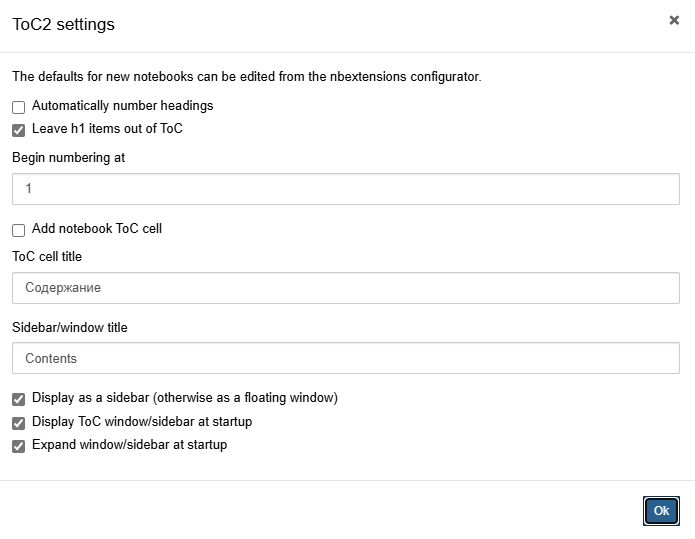 ToC2 settings
×
The defaults for new notebooks can be edited from the nbextensions configurator.
Automatically number headings
Leave h1 items out of ToC
Begin numbering at
1
Add notebook ToC cell
ToC cell title
Содержание
Sidebar/window title
Contents
Display as a sidebar (otherwise as a floating window)
Display ToC window/sidebar at startup
Expand window/sidebar at startup
Ok